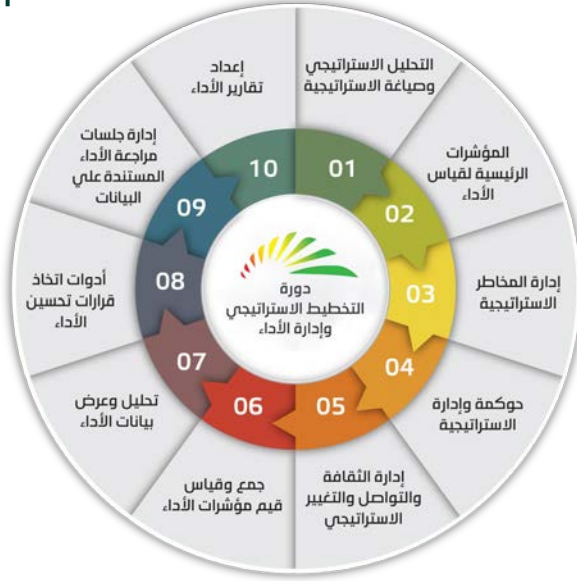 دورة
التخطيط الاستراتيجي
وإدارة الأداء
01
التحليل الاستراتيجي
وصياغة الاستراتيجية
02
المؤشرات
الرئيسية لقياس
الأداء
03
إدارة المخاطر
الاستراتيجية
04
حوكمة وإدارة
الاستراتيجية
05
إدارة الثقافة
والتواصل والتغيير
الاستراتيجي
06
جمع وقياس
قيم مؤشرات الأداء
07
تحليل وعرض
بيانات الأداء
08
أدوات اتخاذ
قرارات تحسين
الأداء
09
إدارة جلسات
مراجعة الأداء
المستندة علي
البيانات
10
إعداد
تقارير الأداء